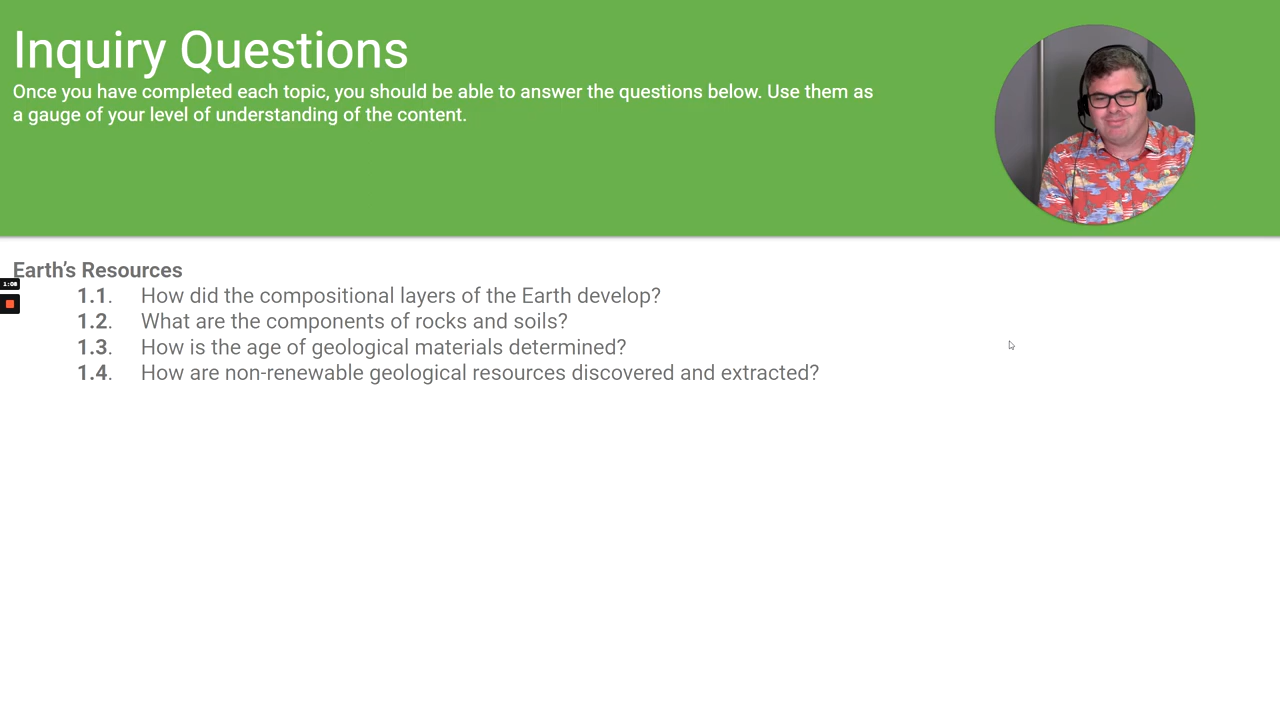 Inquiry Questions
Once you have completed each topic, you should be able to answer the questions below. Use them as
a gauge of your level of understanding of the content.
Earth's Resources
1:08
1.1. How did the compositional layers of the Earth develop?
1.2. What are the components of rocks and soils?
1.3. How is the age of geological materials determined?
1.4. How are non-renewable geological resources discovered and extracted?